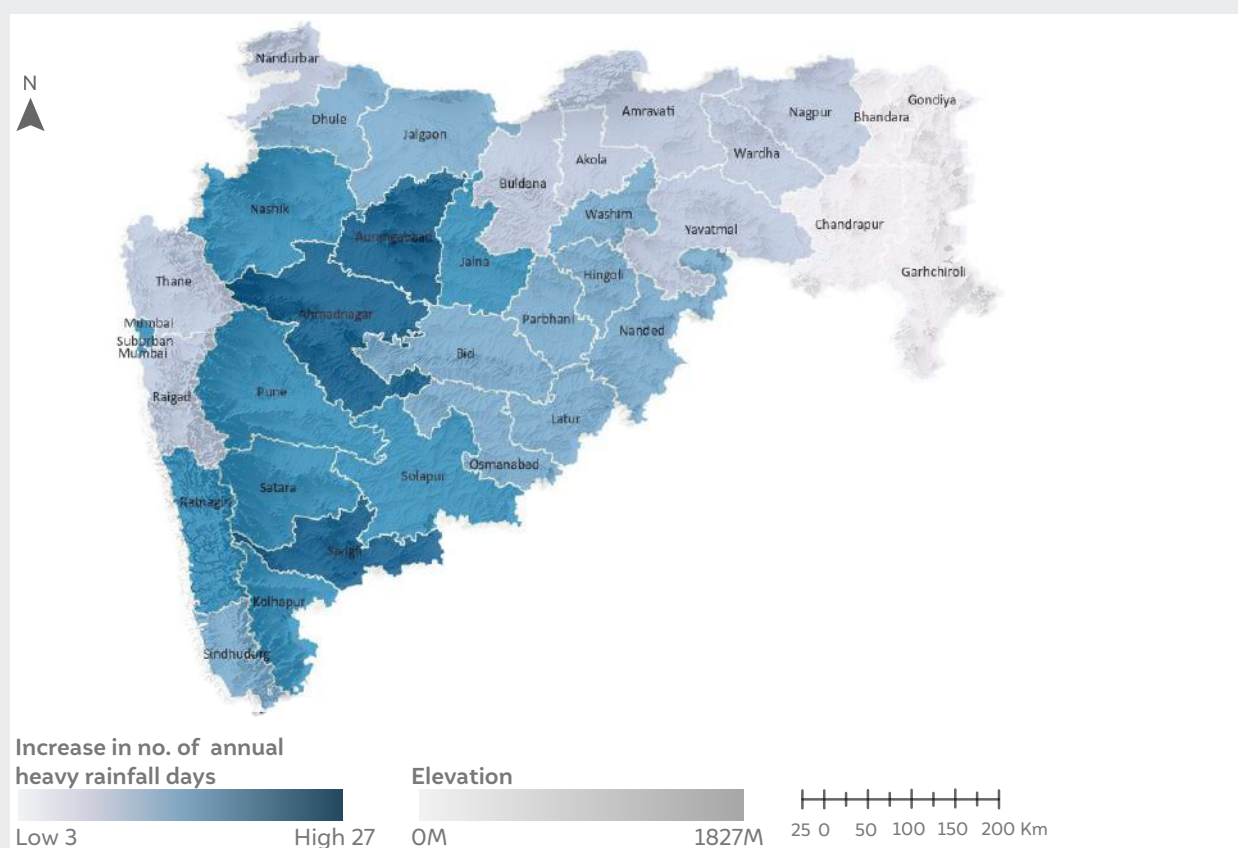 Nandurbar
N
Gondiya
Amravati
Nagpur
Bhandara
Dhule
Jalgaon
Wardha
Akola
Buldana
Nashik
Washim
Chandrapur
Yavatmal
Aurangabad
Jalna
Garhchiroli
Hingoli
Thane
Ahmadnagar
Parbhani
Mumbai
Suburban
Mumbai
Nanded
Bid
Pune
Raigad
Latur
Osmanabad
Solapur
Satara
Ratnagiri
Sangli
Kolhapur
Sindhudurg
Increase in no. of annual
heavy rainfall days
Low 3 High 27
Elevation
0M 1827M
25 0 50 100 150 200 Km